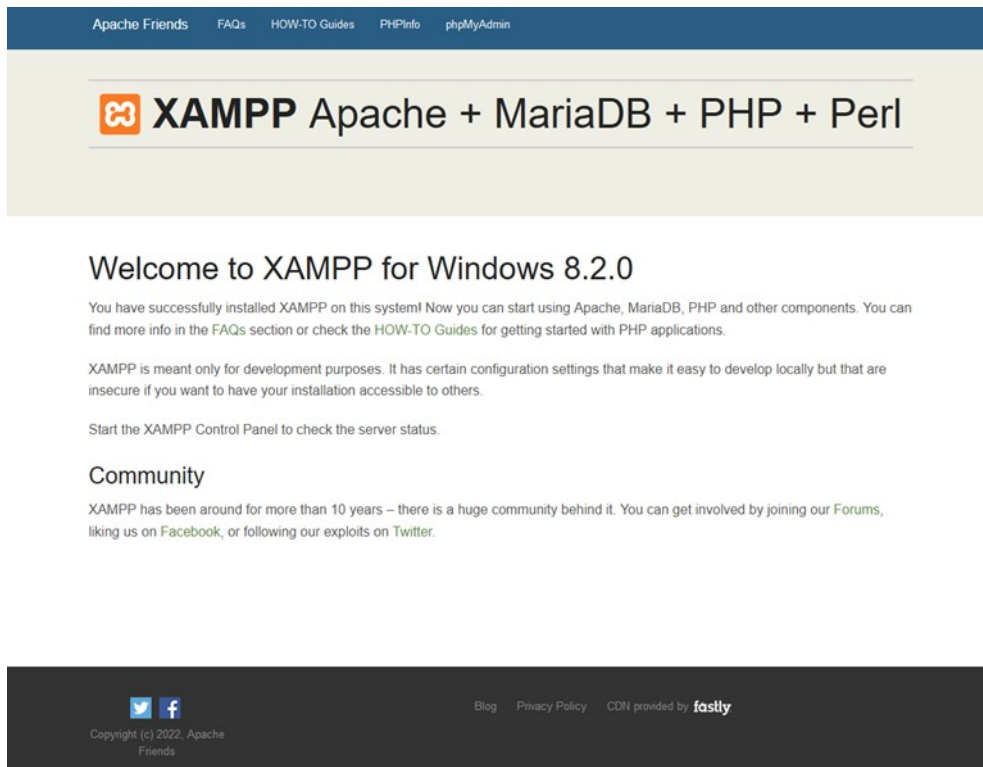 Apache Friends FAQs HOW-TO Guides PHPInfo phpMyAdmin
XAMPP Apache + MariaDB + PHP + Perl
Welcome to XAMPP for Windows 8.2.0
You have successfully installed XAMPP on this system! Now you can start using Apache, MariaDB, PHP and other components. You can
find more info in the FAQs section or check the HOW-TO Guides for getting started with PHP applications.
XAMPP is meant only for development purposes. It has certain configuration settings that make it easy to develop locally but that are
insecure if you want to have your installation accessible to others.
Start the XAMPP Control Panel to check the server status.
Community
XAMPP has been around for more than 10 years – there is a huge community behind it. You can get involved by joining our Forums,
liking us on Facebook, or following our exploits on Twitter.
Blog Privacy Policy CDN provided by fastly
Copyright (c) 2022, Apache
Friends